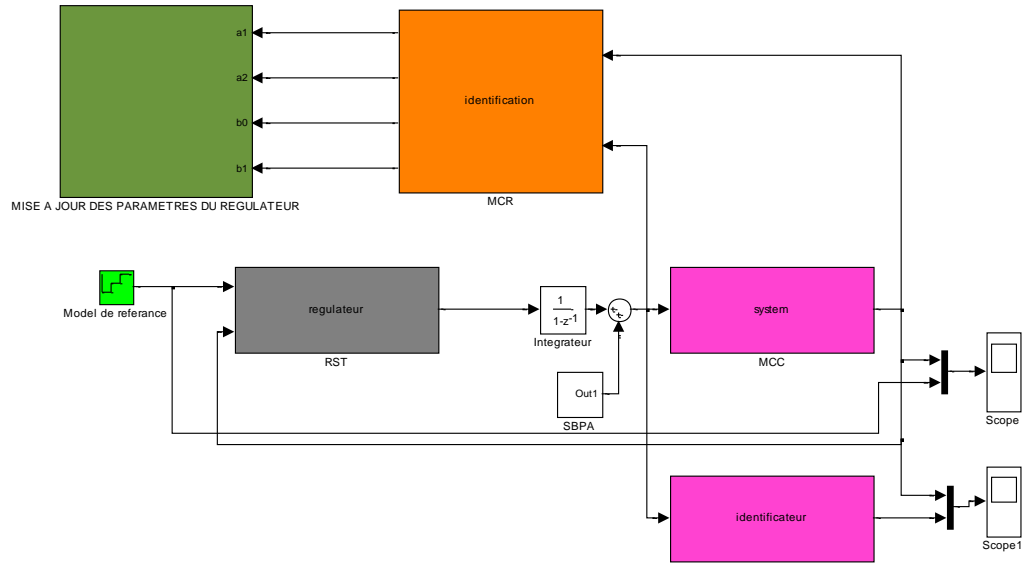 a1
a2
b0
b1
MISE A JOUR DES PARAMETRES DU REGULATEUR
identification
MCR
Model de referance
regulateur
RST
1
1-z-1
Integrateur
+
+
Out1
SBPA
system
MCC
Scope
identificateur
Scope1